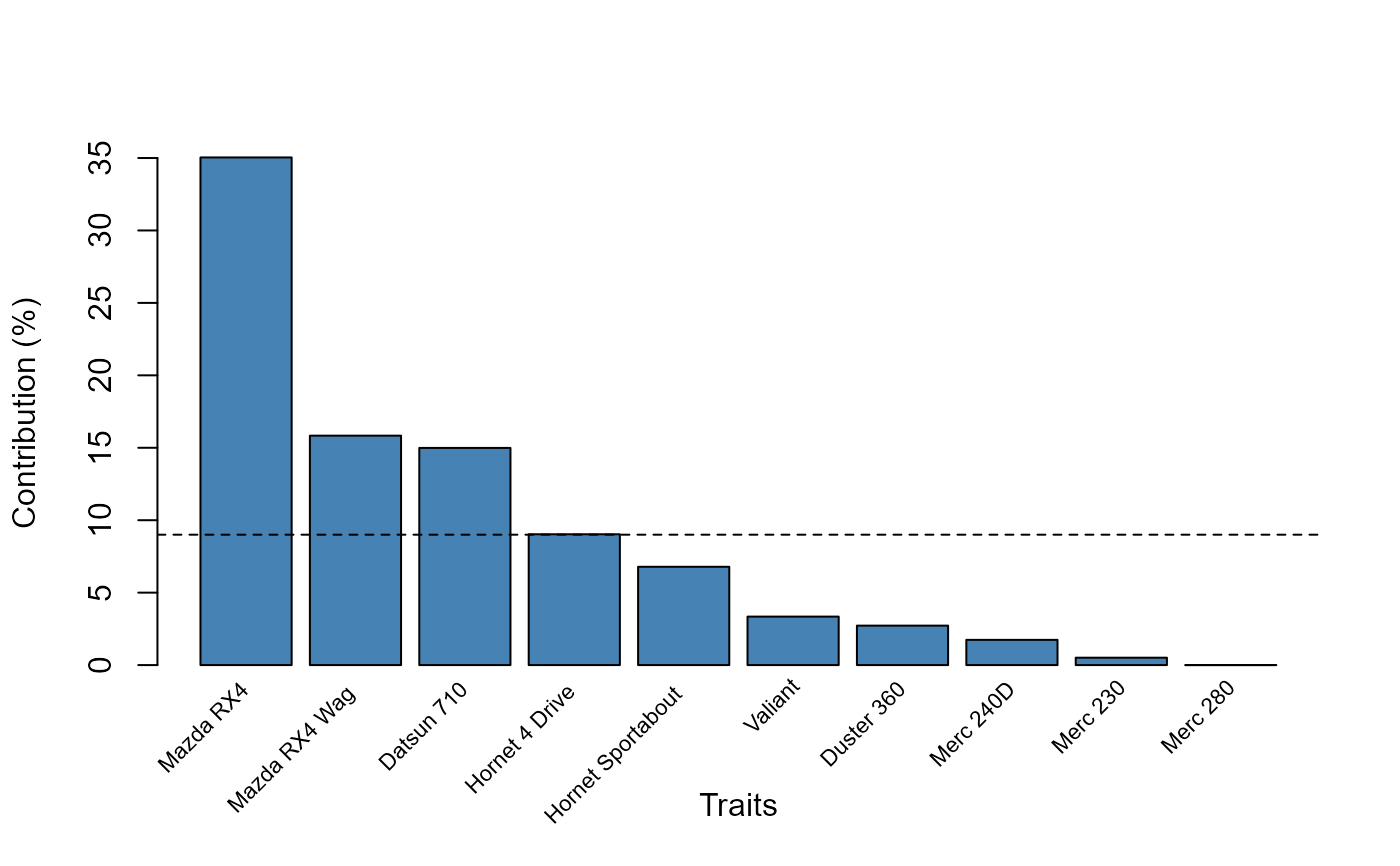 Contribution (%)
35
30
25
20
15
10
5
0
Mazda RX4
Mazda RX4 Wag
Datsun 710
Hornet 4 Drive
Hornet Sportabout
Valiant
Duster 360
Merc 240D
Merc 230
Merc 280
Traits